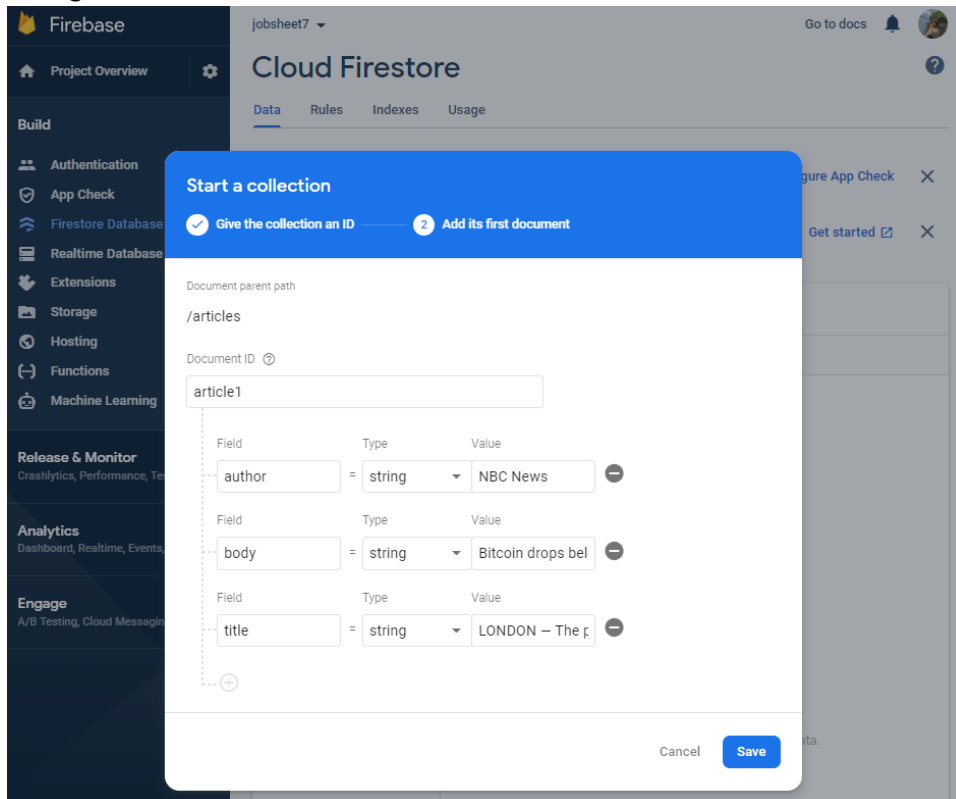 Firebase
jobsheet7
Go to docs
Project Overview
Cloud Firestore
Data Rules Indexes Usage
Build
Authentication
App Check
Firestore Database
Realtime Database
Extensions
Storage
Hosting
Functions
Machine Learning
Release & Monitor
Crashlytics, Performance, Te
Analytics
Dashboard, Realtime, Events,
Engage
A/B Testing, Cloud Messagin
gure App Check
Get started
Start a collection
Give the collection an ID
2 Add its first document
Document parent path
/articles
Document ID
article1
Field Type Value
author = string NBC News
Field Type Value
body = string Bitcoin drops bel
Field Type Value
title = string LONDON — The p
Cancel Save
ata.